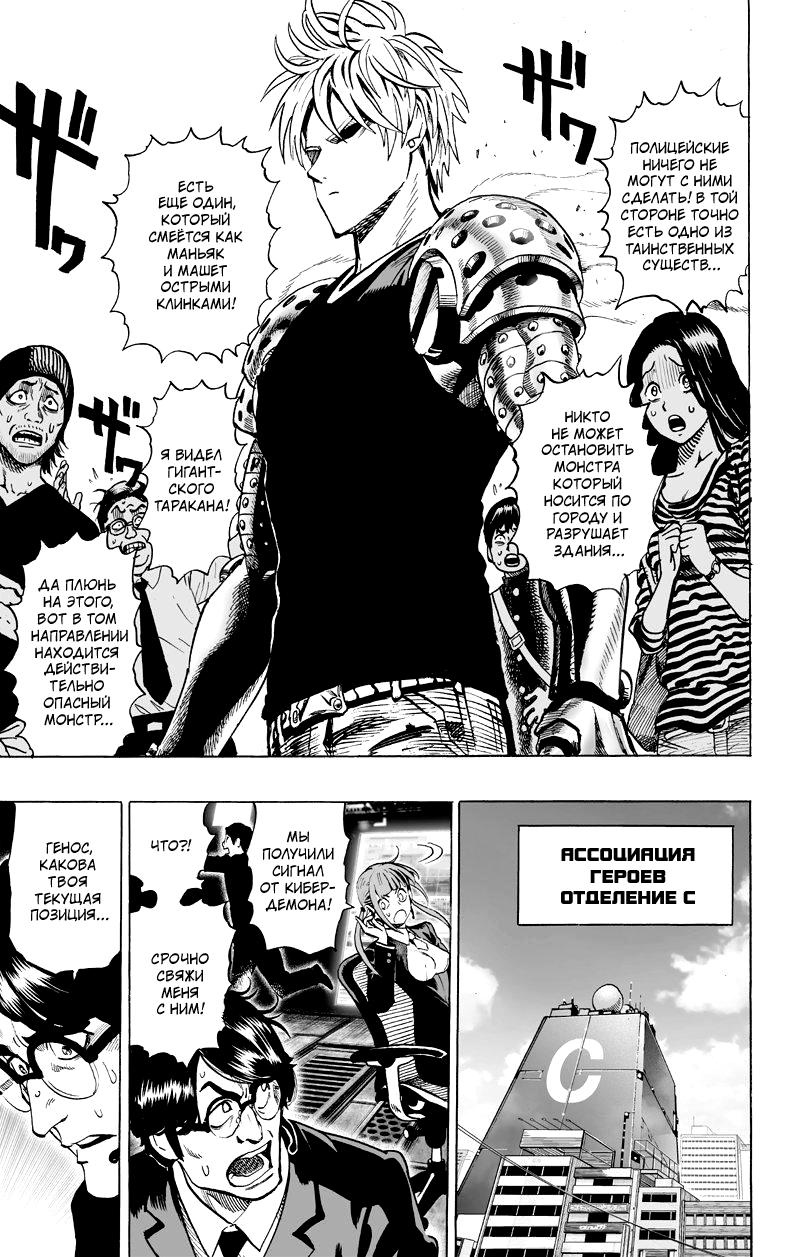 ПОЛИЦЕЙСКИЕ
НИЧЕГО НЕ
МОГУТ С НИМИ
СДЕЛАТЬ! В ТОЙ
СТОРОНЕ ТОЧНО
ЕСТЬ ОДНО ИЗ
ТАИНСТВЕННЫХ
СУЩЕСТВ...
ザワ
ЕСТЬ
ЕЩЕ ОДИН,
КОТОРЫЙ
СМЕЁТСЯ КАК
МАНЬЯК
И МАШЕТ
ОСТРЫМИ
КЛИНКАМИ!
ザワ
НИКТО
НЕ МОЖЕТ
ОСТАНОВИТЬ
МОНСТРА
КОТОРЫЙ
НОСИТСЯ ПО
ГОРОДУ И
РАЗРУШАЕТ
ЗДАНИЯ...
Я ВИДЕЛ
ГИГАНТ-
СКОГО
ТАРАКАНА!
ザワ
ДА ПЛЮНЬ
НА ЭТОГО,
ВОТ В ТОМ
НАПРАВЛЕНИИ
НАХОДИТСЯ
ДЕЙСТВИ-
ТЕЛЬНО
ОПАСНЫЙ
МОНСТР...
АССОЦИАЦИЯ
ГЕРОЕВ
ОТДЕЛЕНИЕ С
C
МЫ
ПОЛУЧИЛИ
СИГНАЛ
ОТ КИБЕР-
ДЕМОНА!
ЧТО?!
СРОЧНО
СВЯЖИ
МЕНЯ
С НИМ!
ГЕНОС,
КАКОВА
ТВОЯ
ТЕКУЩАЯ
ПОЗИЦИЯ...